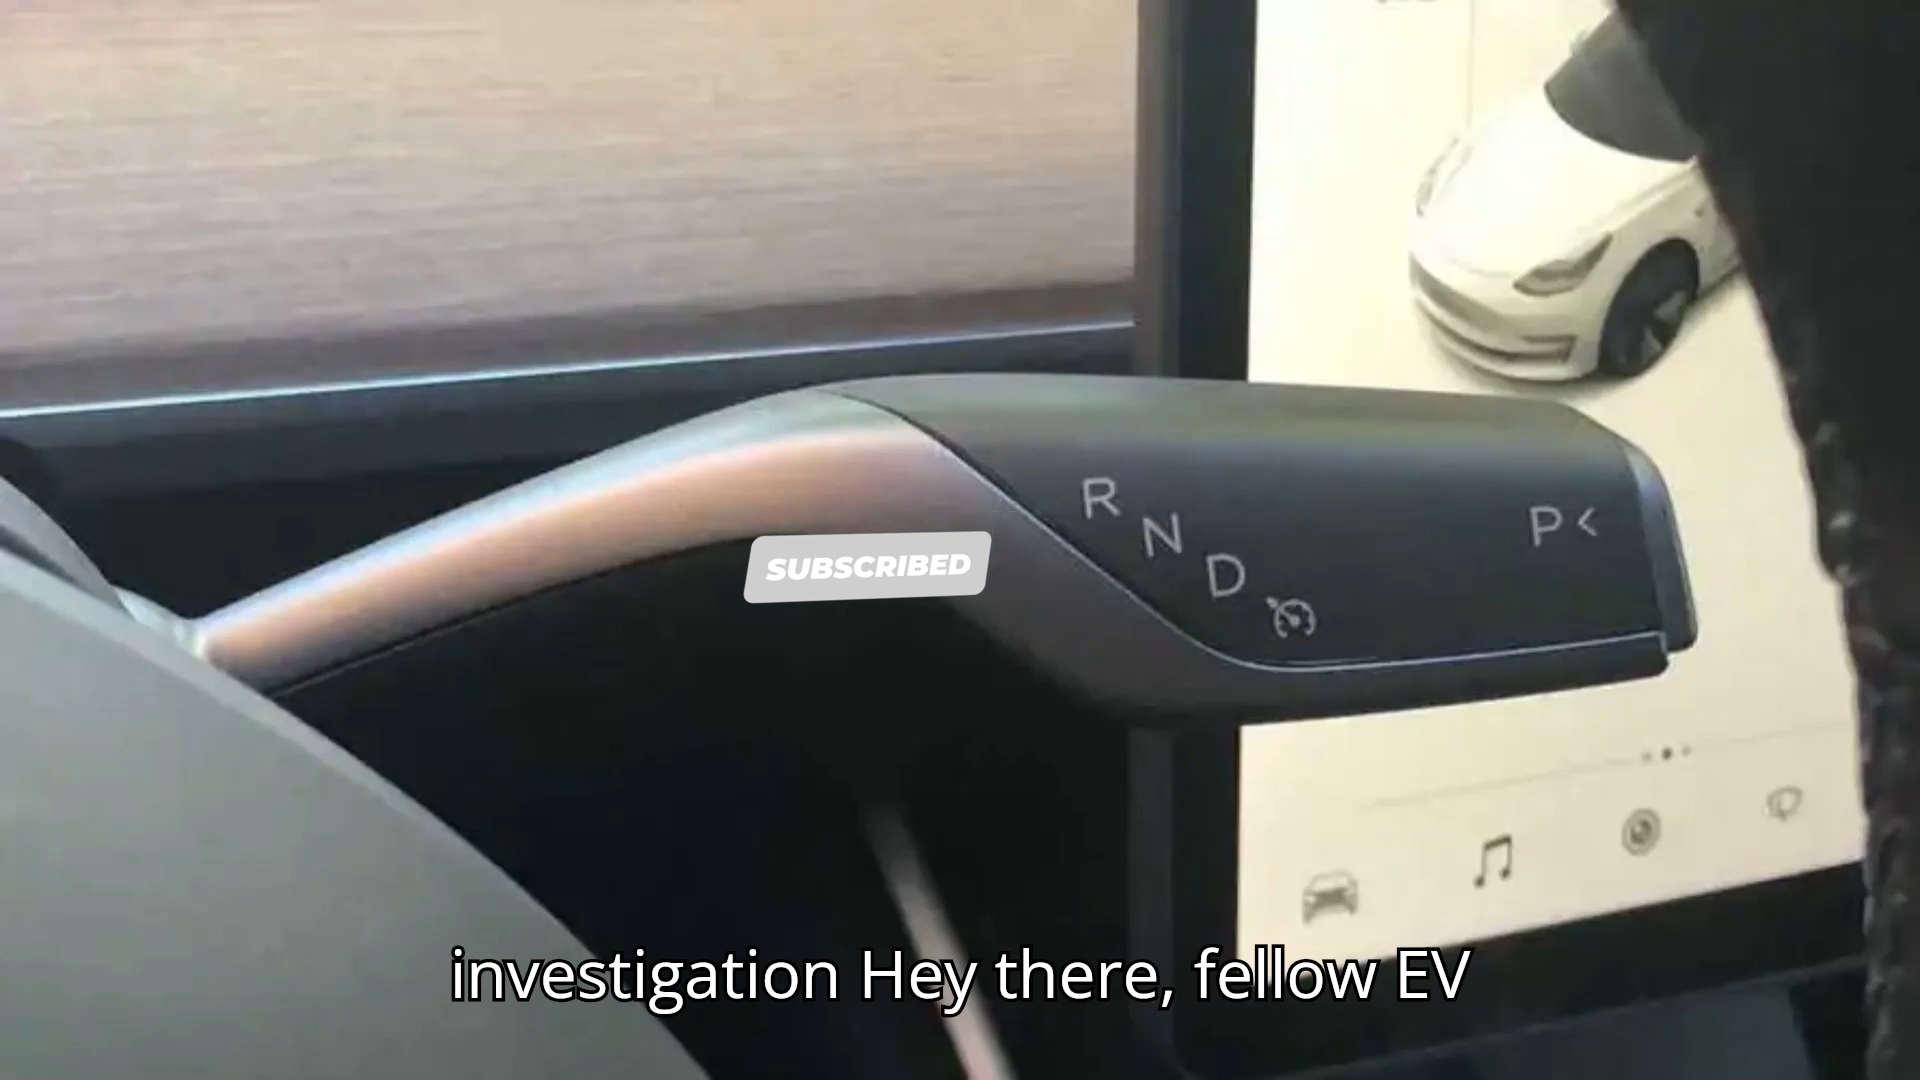 R
N
D
P <
SUBSCRIBED
investigation Hey there, fellow EV